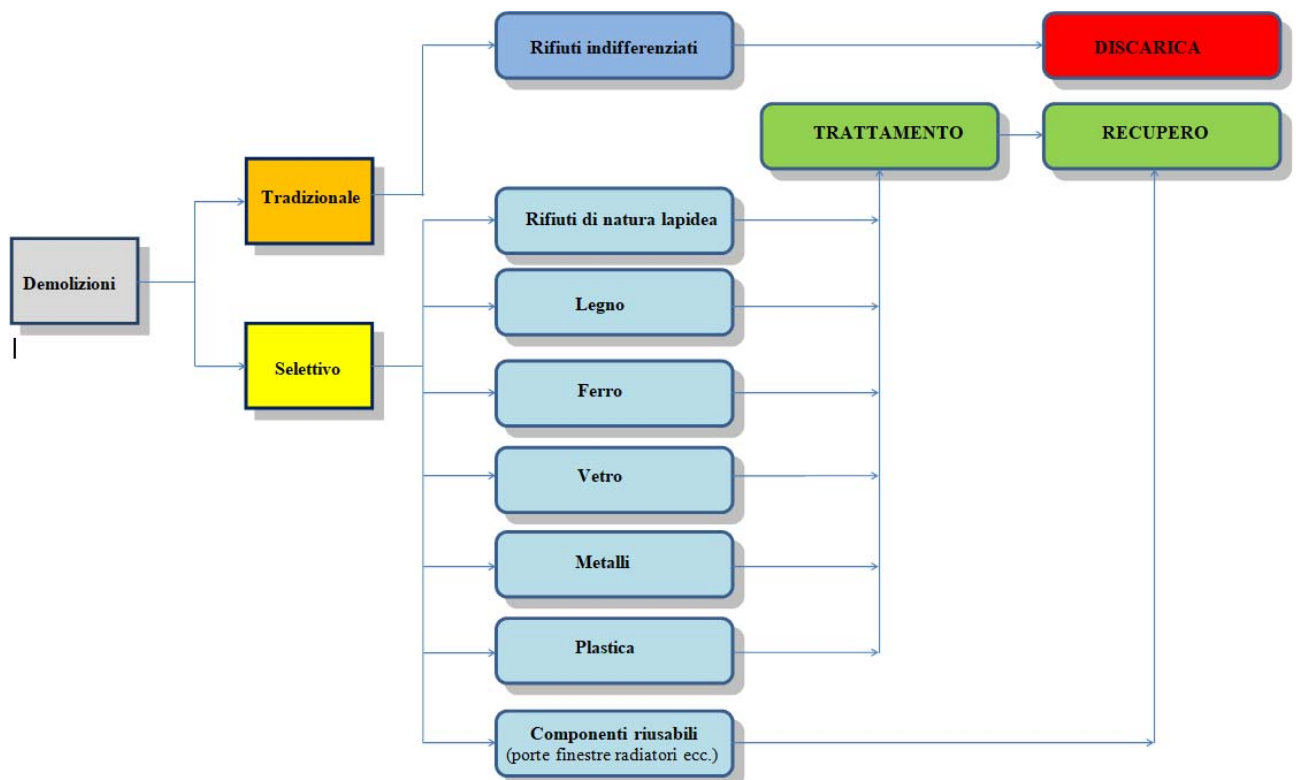 Rifiuti indifferenziati
DISCARICA
TRATTAMENTO
RECUPERO
Tradizionale
Rifiuti di natura lapidea
Demolizioni
Legno
Selettivo
Ferro
Vetro
Metalli
Plastica
Componenti riusabili
(porte finestre radiatori ecc.)